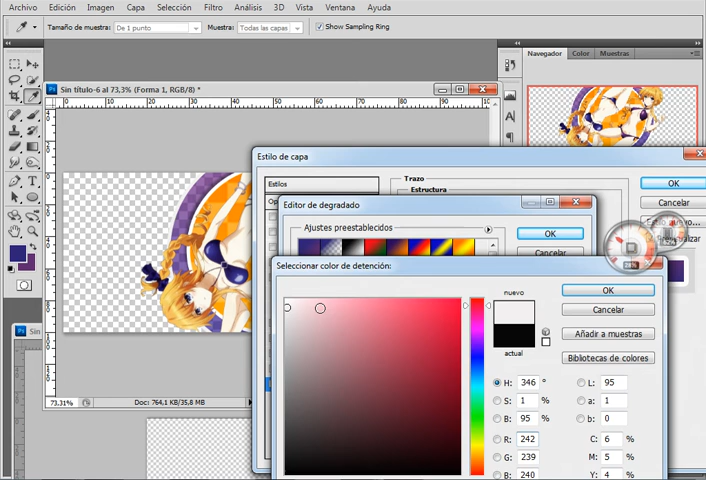 Archivo Edición Imagen Capa Selección Filtro Análisis 3D Vista Ventana Ayuda
Tamaño de muestra: De 1 punto Muestra: Todas las capas Show Sampling Ring
Navegador Color Muestras
Sin título-6 al 73,3% (Forma 1, RGB/8) *
Estilo de capa
Estilos
Trazo
Estructura
OK
Cancelar
Estilo nuevo...
Editor de degradado
Ajustes preestablecidos
OK
Seleccionar color de detención:
nuevo
actual
OK
Cancelar
Añadir a muestras
Bibliotecas de colores
H: 346 ° L: 95
S: 1 % a: 1
B: 95 % b: 0
R: 242 C: 6 %
G: 239 M: 5 %
B: 240 Y: 4 %
73,31% Doc: 764,1 KB/35,8 MB
Sin
28%